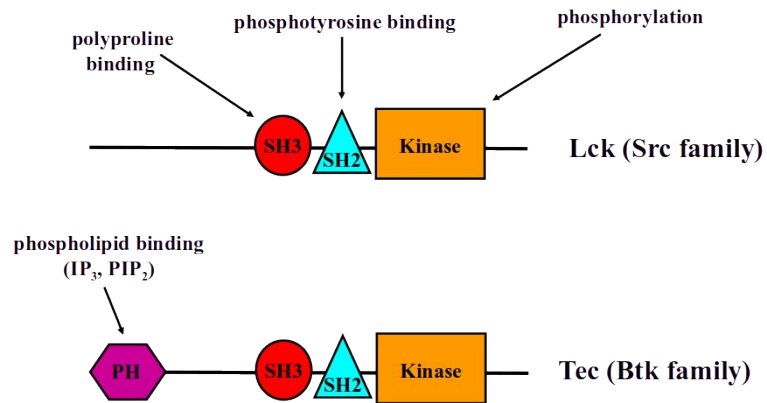 phosphotyrosine binding
phosphorylation
polyproline
binding
SH3
SH2
Kinase
Lck (Src family)
phospholipid binding
(IP₃, PIP₂)
PH
SH3
SH2
Kinase
Tec (Btk family)